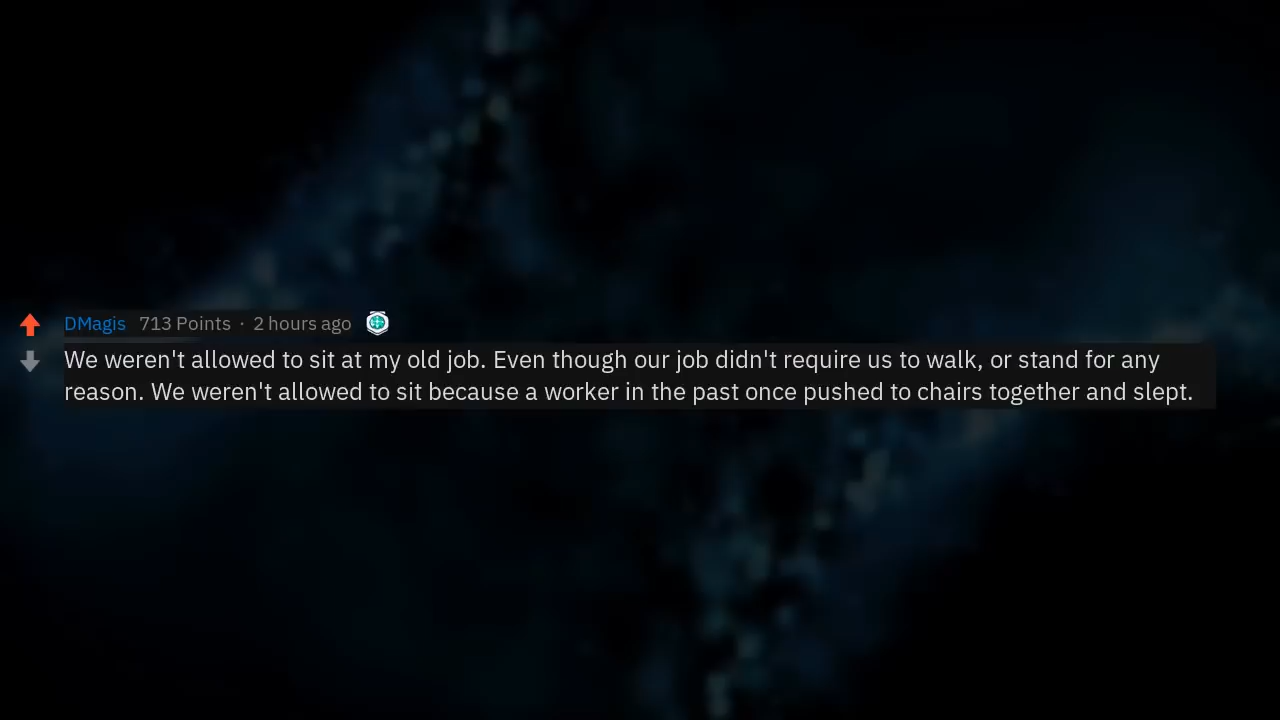 DMagis 713 Points · 2 hours ago
We weren't allowed to sit at my old job. Even though our job didn't require us to walk, or stand for any
reason. We weren't allowed to sit because a worker in the past once pushed to chairs together and slept.